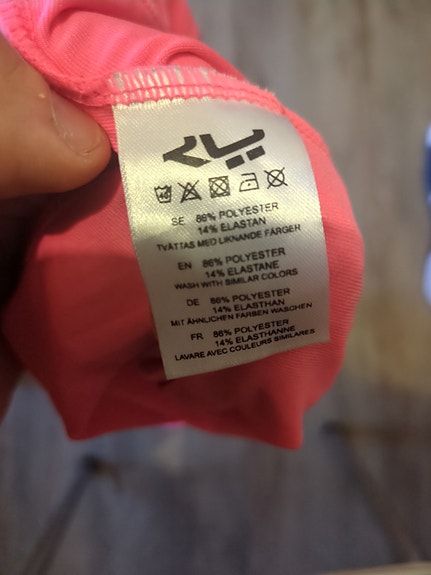 SE 86% POLYESTER
14% ELASTAN
TVÄTTAS MED LIKNANDE FÄRGER
EN 86% POLYESTER
14% ELASTANE
WASH WITH SIMILAR COLORS
DE 86% POLYESTER
14% ELASTHAN
MIT ÄHNLICHEN FARBEN WASCHEN
FR 86% POLYESTER
14% ELASTHANNE
LAVARE AVEC COULEURS SIMILARES